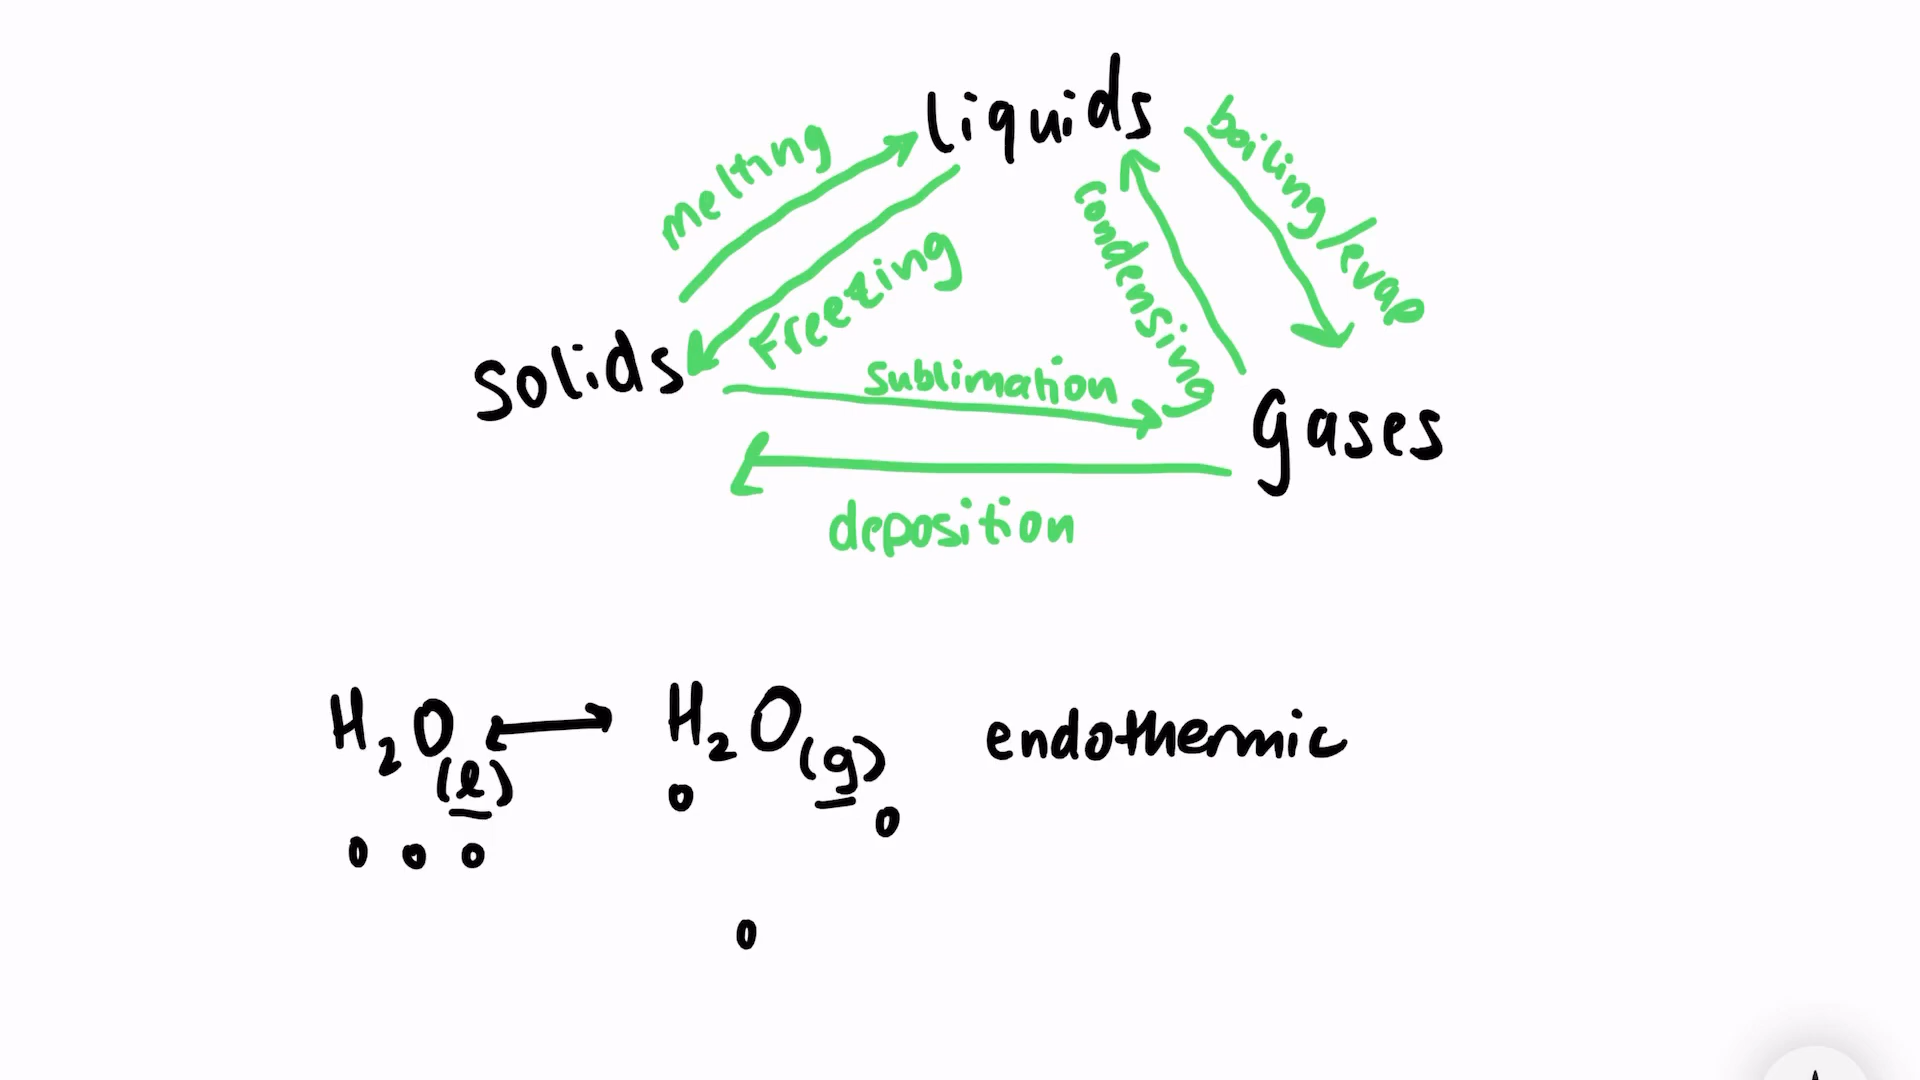 liquids
melting
boiling/evap
condensing
freezing
solids
sublimation
gases
deposition
H₂O(l) ⟷ H₂O(g) endothermic